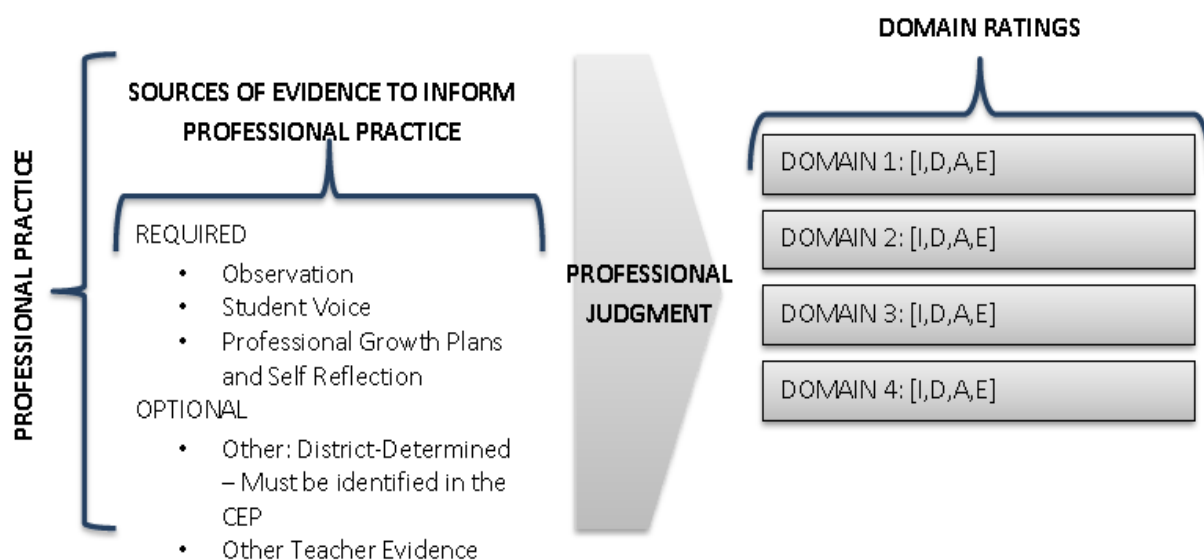 PROFESSIONAL PRACTICE
SOURCES OF EVIDENCE TO INFORM
PROFESSIONAL PRACTICE
REQUIRED
• Observation
• Student Voice
• Professional Growth Plans
and Self Reflection
OPTIONAL
• Other: District-Determined
– Must be identified in the
CEP
• Other Teacher Evidence
PROFESSIONAL
JUDGMENT
DOMAIN RATINGS
DOMAIN 1: [I,D,A,E]
DOMAIN 2: [I,D,A,E]
DOMAIN 3: [I,D,A,E]
DOMAIN 4: [I,D,A,E]